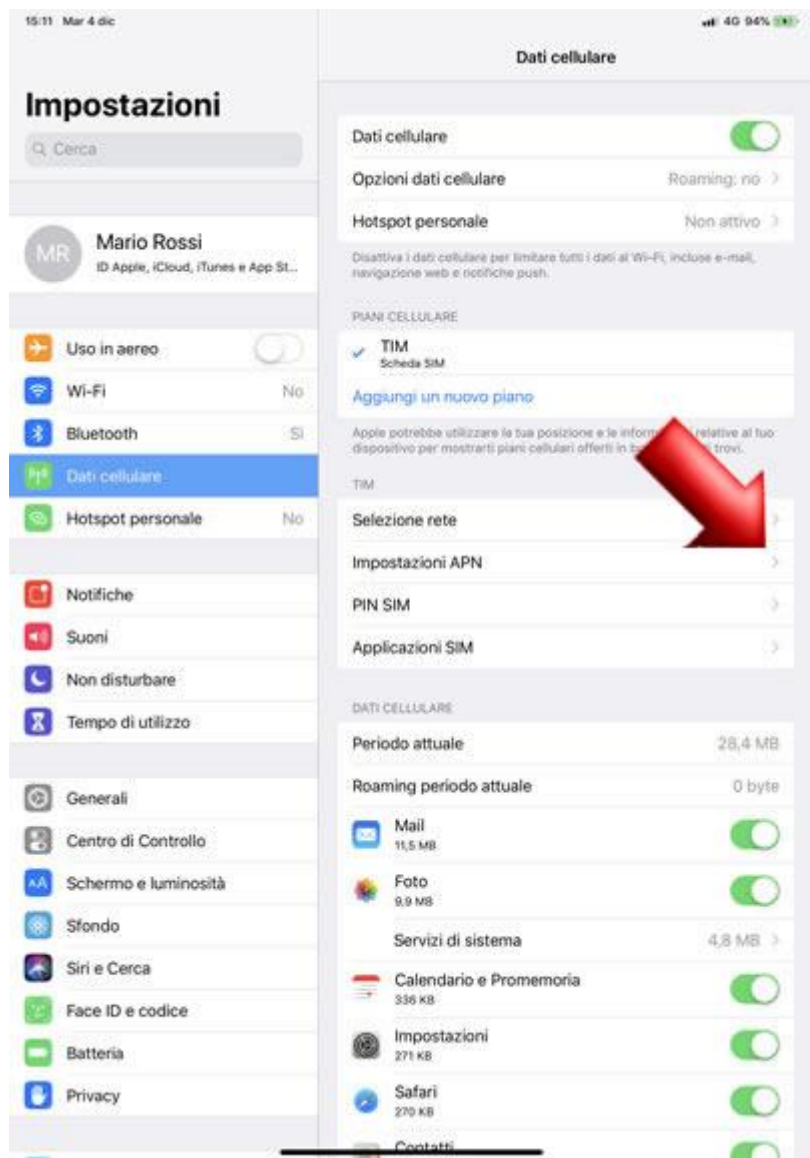 15:11 Mar 4 dic
4G 94%
Impostazioni
Cerca
MR
Mario Rossi
ID Apple, iCloud, iTunes e App St...
Uso in aereo
Wi-Fi No
Bluetooth Sì
Dati cellulare
Hotspot personale No
Notifiche
Suoni
Non disturbare
Tempo di utilizzo
Generali
Centro di Controllo
AA
Schermo e luminosità
Sfondo
Siri e Cerca
Face ID e codice
Batteria
Privacy
Dati cellulare
Dati cellulare
Opzioni dati cellulare Roaming: no
Hotspot personale Non attivo
Disattiva i dati cellulare per limitare tutti i dati al Wi-Fi, incluse e-mail,
navigazione web e notifiche push.
PIANI CELLULARE
TIM
Scheda SIM
Aggiungi un nuovo piano
Apple potrebbe utilizzare la tua posizione e le relative al tuo
dispositivo per mostrarti piani cellulari offerti in trovi.
TIM
Selezione rete
Impostazioni APN
PIN SIM
Applicazioni SIM
DATI CELLULARE
Periodo attuale 28,4 MB
Roaming periodo attuale 0 byte
Mail
11,5 MB
Foto
9,9 MB
Servizi di sistema 4,8 MB
Calendario e Promemoria
336 KB
Impostazioni
271 KB
Safari
270 KB
Contatti